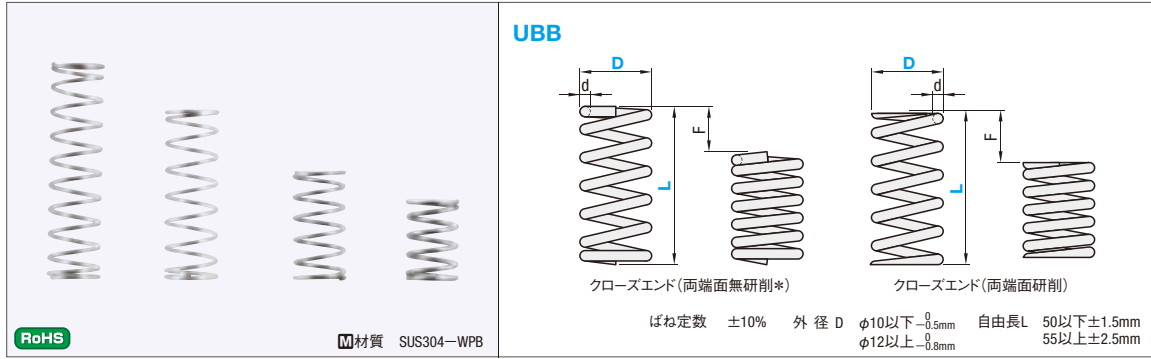 RoHS
M材質 SUS304-WPB
UBB
D
d
F
L
クローズエンド(両端面無研削*)
D
d
F
L
クローズエンド(両端面研削)
ばね定数 ±10% 外径D φ10以下 0 -0.5mm 自由長L 50以下±1.5mm
φ12以上 0 -0.8mm 55以上±2.5mm